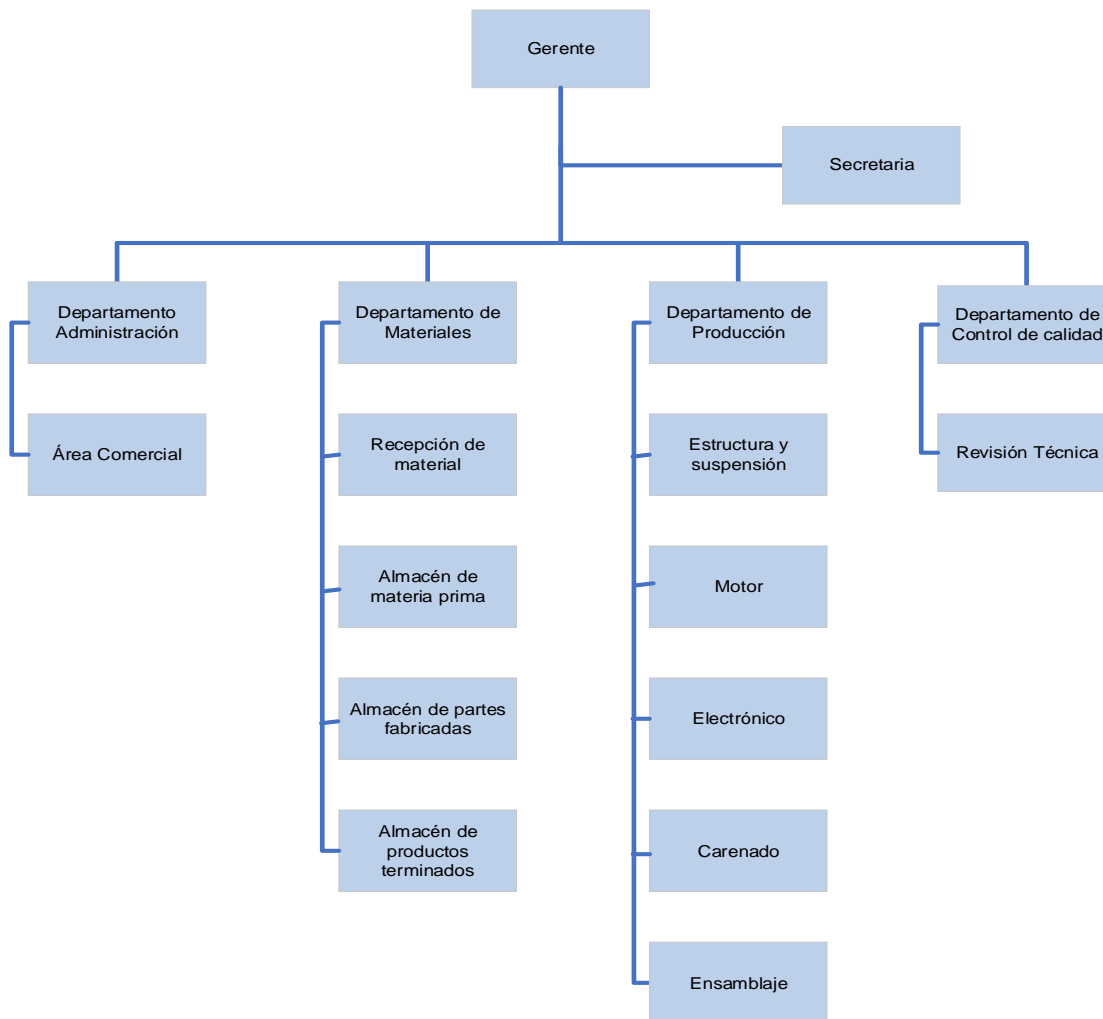 Gerente
Secretaria
Departamento
Administración
Área Comercial
Departamento de
Materiales
Recepción de
material
Almacén de
materia prima
Almacén de partes
fabricadas
Almacén de
productos
terminados
Departamento de
Producción
Estructura y
suspensión
Motor
Electrónico
Carenado
Ensamblaje
Departamento de
Control de calidad
Revisión Técnica